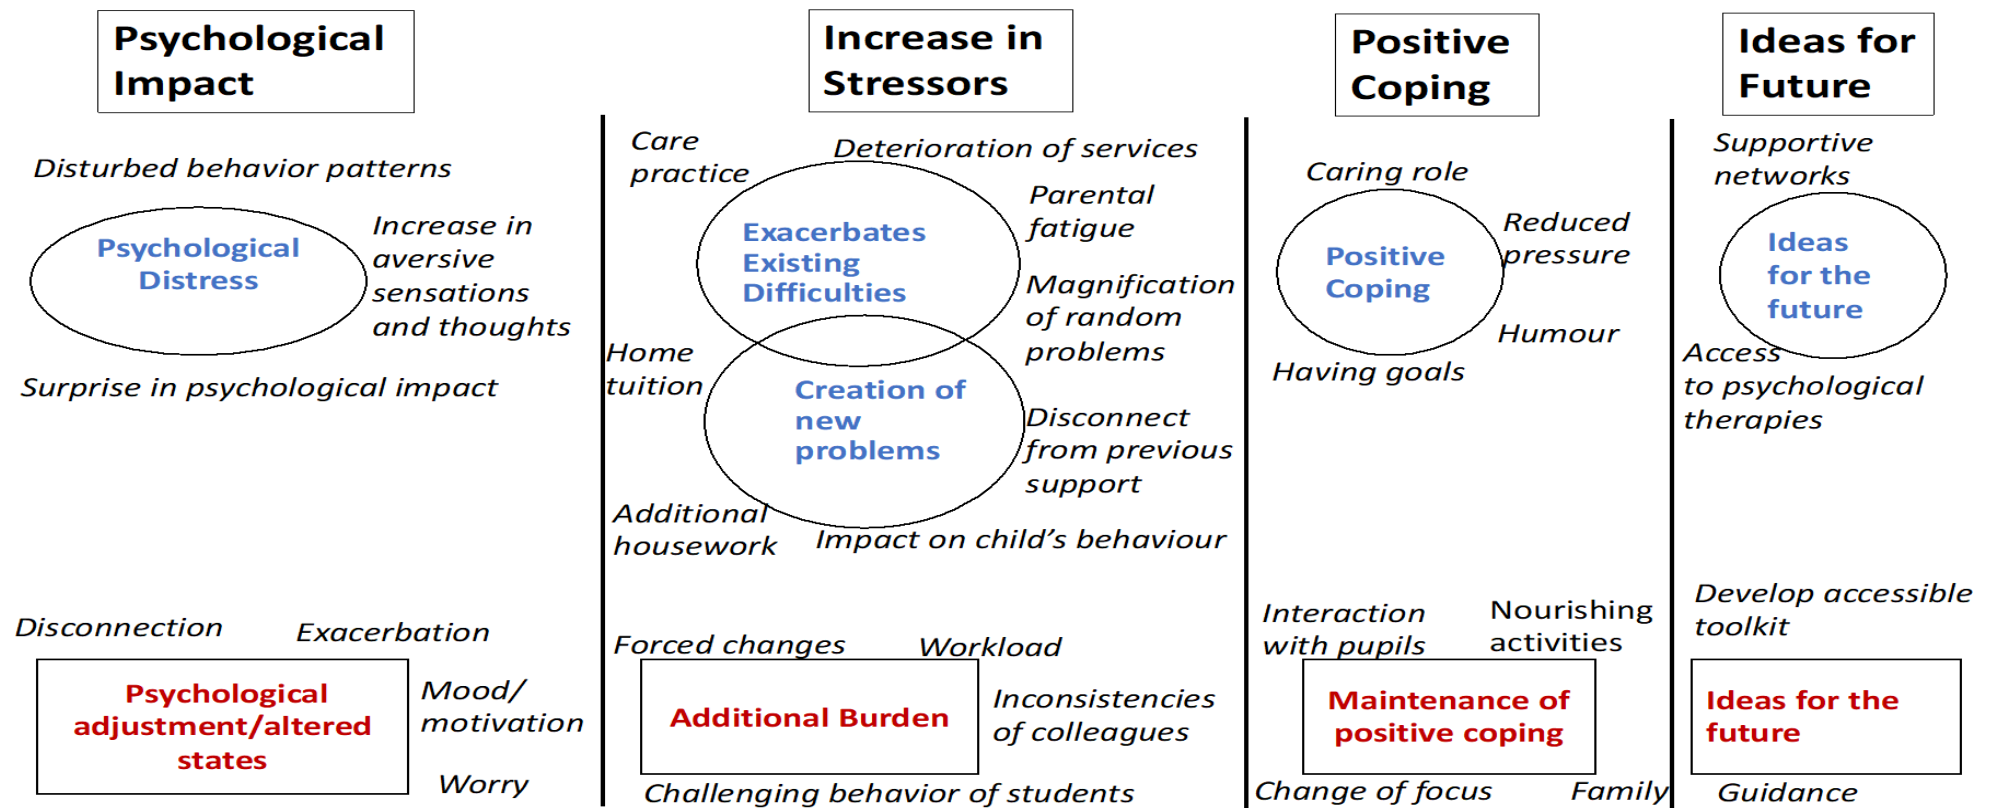 Psychological
Impact
Disturbed behavior patterns
Psychological
Distress
Increase in
aversive
sensations
and thoughts
Surprise in psychological impact
Disconnection
Exacerbation
Psychological
adjustment/altered
states
Mood/
motivation
Worry
Increase in
Stressors
Care
practice
Deterioration of services
Parental
fatigue
Exacerbates
Existing
Difficulties
Magnification
of random
problems
Home
tuition
Creation of
new
problems
Disconnect
from previous
support
Additional
housework
Impact on child’s behaviour
Forced changes
Workload
Additional Burden
Inconsistencies
of colleagues
Challenging behavior of students
Positive
Coping
Caring role
Reduced
pressure
Positive
Coping
Humour
Having goals
Interaction
with pupils
Nourishing
activities
Maintenance of
positive coping
Change of focus
Family
Ideas for
Future
Supportive
networks
Ideas
for the
future
Access
to psychological
therapies
Develop accessible
toolkit
Ideas for the
future
Guidance